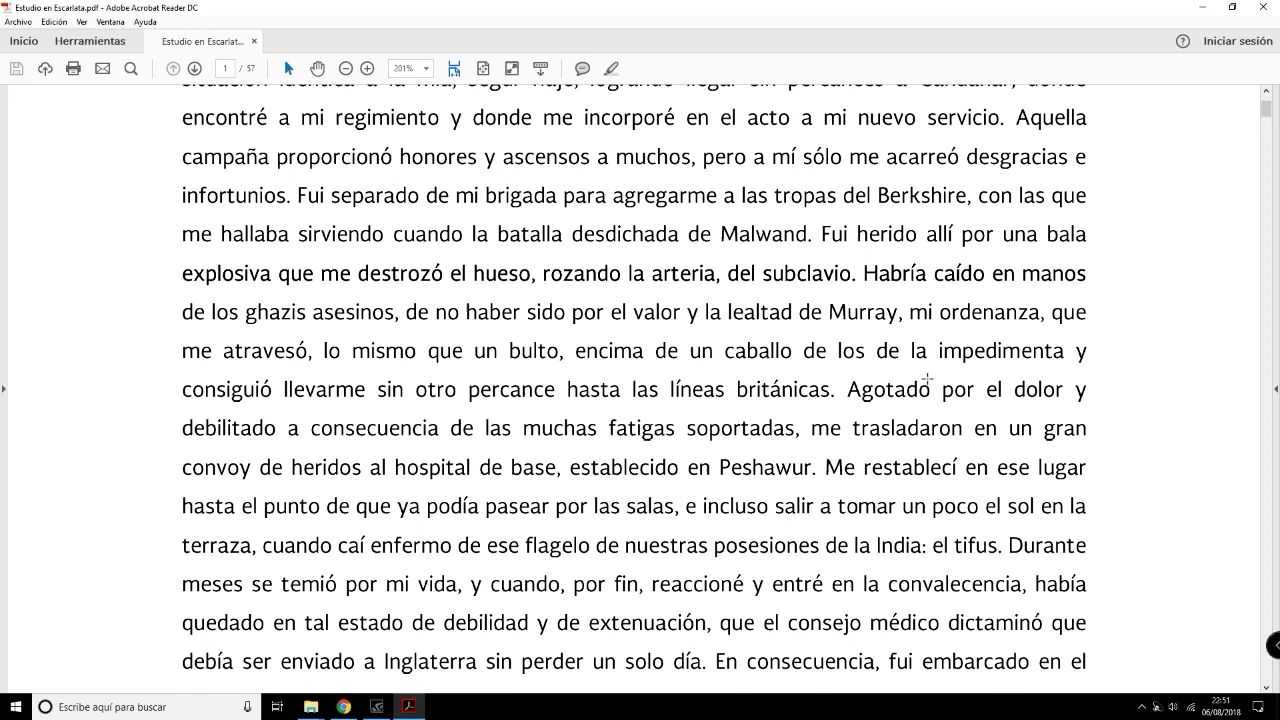 Estudio en Escarlata.pdf - Adobe Acrobat Reader DC
Archivo Edición Ver Ventana Ayuda
Inicio Herramientas Estudio en Escarlat... × Iniciar sesión
1 / 57 201%
situación idéntica a la mía, seguí viaje, logrando llegar sin percances a Candahar, donde
encontré a mi regimiento y donde me incorporé en el acto a mi nuevo servicio. Aquella
campaña proporcionó honores y ascensos a muchos, pero a mí sólo me acarreó desgracias e
infortunios. Fui separado de mi brigada para agregarme a las tropas del Berkshire, con las que
me hallaba sirviendo cuando la batalla desdichada de Malwand. Fui herido allí por una bala
explosiva que me destrozó el hueso, rozando la arteria, del subclavio. Habría caído en manos
de los ghazis asesinos, de no haber sido por el valor y la lealtad de Murray, mi ordenanza, que
me atravesó, lo mismo que un bulto, encima de un caballo de los de la impedimenta y
consiguió llevarme sin otro percance hasta las líneas británicas. Agotado por el dolor y
debilitado a consecuencia de las muchas fatigas soportadas, me trasladaron en un gran
convoy de heridos al hospital de base, establecido en Peshawur. Me restablecí en ese lugar
hasta el punto de que ya podía pasear por las salas, e incluso salir a tomar un poco el sol en la
terraza, cuando caí enfermo de ese flagelo de nuestras posesiones de la India: el tifus. Durante
meses se temió por mi vida, y cuando, por fin, reaccioné y entré en la convalecencia, había
quedado en tal estado de debilidad y de extenuación, que el consejo médico dictaminó que
debía ser enviado a Inglaterra sin perder un solo día. En consecuencia, fui embarcado en el
Escribe aquí para buscar
22:51
06/08/2018